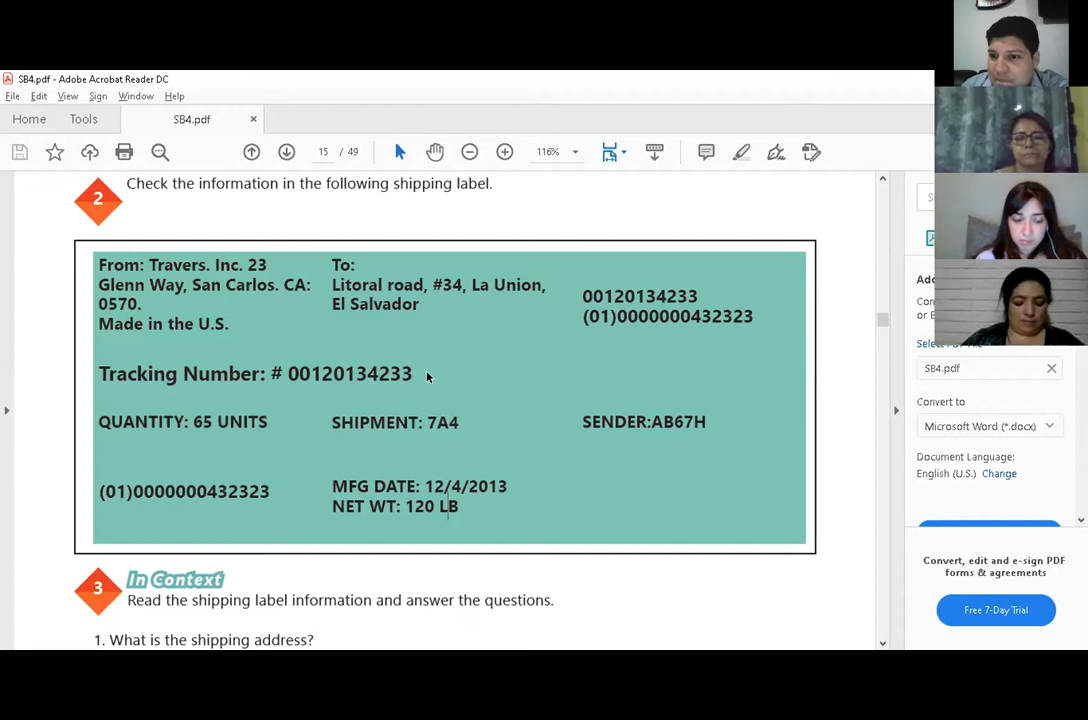 SB4.pdf - Adobe Acrobat Reader DC
File Edit View Sign Window Help
Home Tools SB4.pdf ×
15 / 49 116%
2 Check the information in the following shipping label.
From: Travers. Inc. 23
Glenn Way, San Carlos. CA:
0570.
Made in the U.S.
To:
Litoral road, #34, La Union,
El Salvador
00120134233
(01)0000000432323
Tracking Number: # 00120134233
QUANTITY: 65 UNITS
SHIPMENT: 7A4
SENDER:AB67H
(01)0000000432323
MFG DATE: 12/4/2013
NET WT: 120 LB
3 In Context
Read the shipping label information and answer the questions.
1. What is the shipping address?
SB4.pdf
Convert to
Microsoft Word (*.docx)
Document Language:
English (U.S.) Change
Convert, edit and e-sign PDF
forms & agreements
Free 7-Day Trial